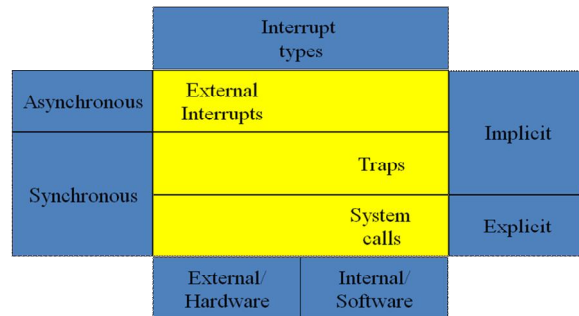 Interrupt
types
Asynchronous
External
Interrupts
Implicit
Traps
Synchronous
System
calls
Explicit
External/
Hardware
Internal/
Software